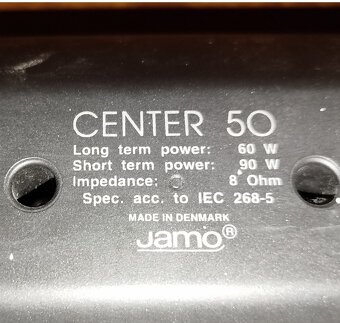 CENTER 50
Long term power: 60 W
Short term power: 90 W
Impedance: 8 Ohm
Spec. acc. to IEC 268-5
MADE IN DENMARK
Jamo®